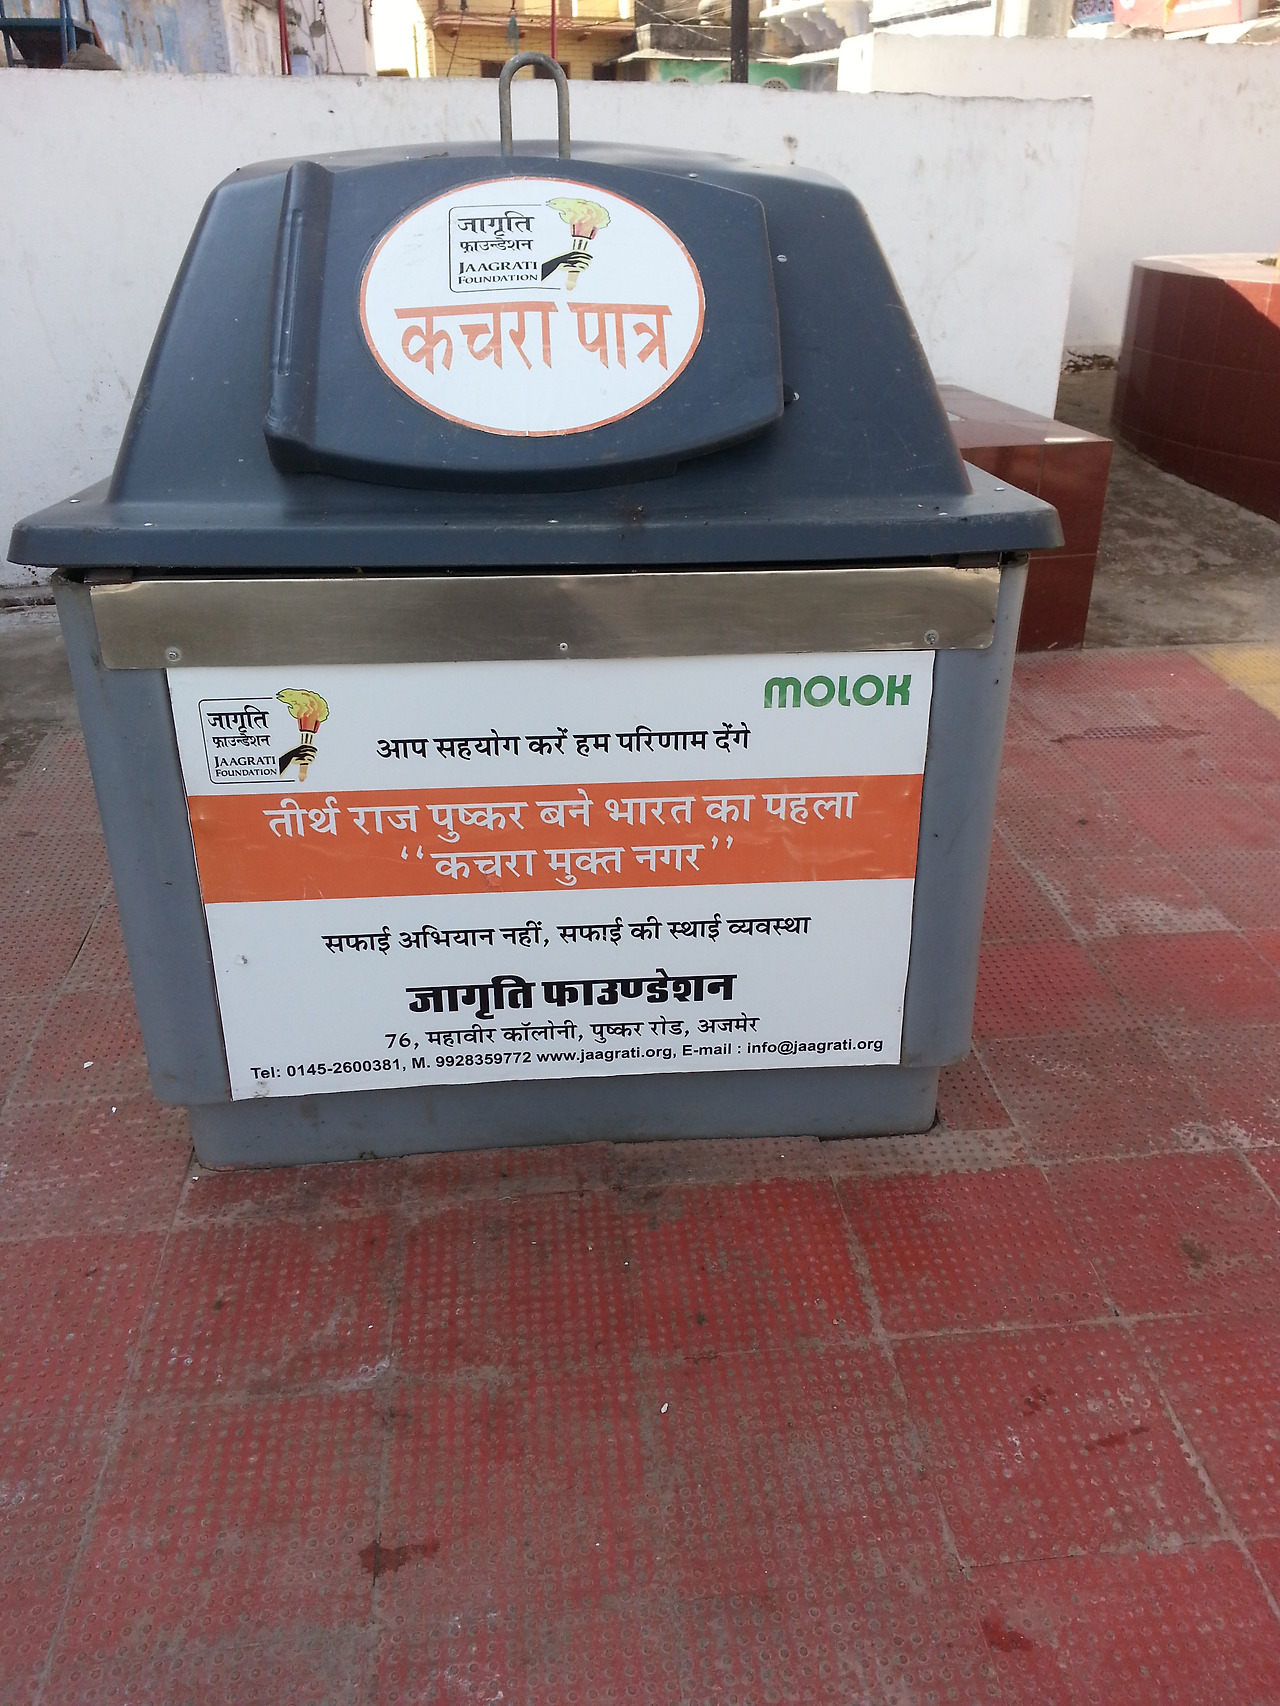 जागृति
फ़ाउन्डेशन
JAAGRATI
FOUNDATION
कचरा पात्र
MOLOK
जागृति
फ़ाउन्डेशन
JAAGRATI
FOUNDATION
आप सहयोग करें हम परिणाम देंगे
तीर्थ राज पुष्कर बने भारत का पहला
“कचरा मुक्त नगर”
सफाई अभियान नहीं, सफाई की स्थाई व्यवस्था
जागृति फाउण्डेशन
76, महावीर कॉलोनी, पुष्कर रोड, अजमेर
Tel: 0145-2600381, M. 9928359772 www.jaagrati.org, E-mail : info@jaagrati.org